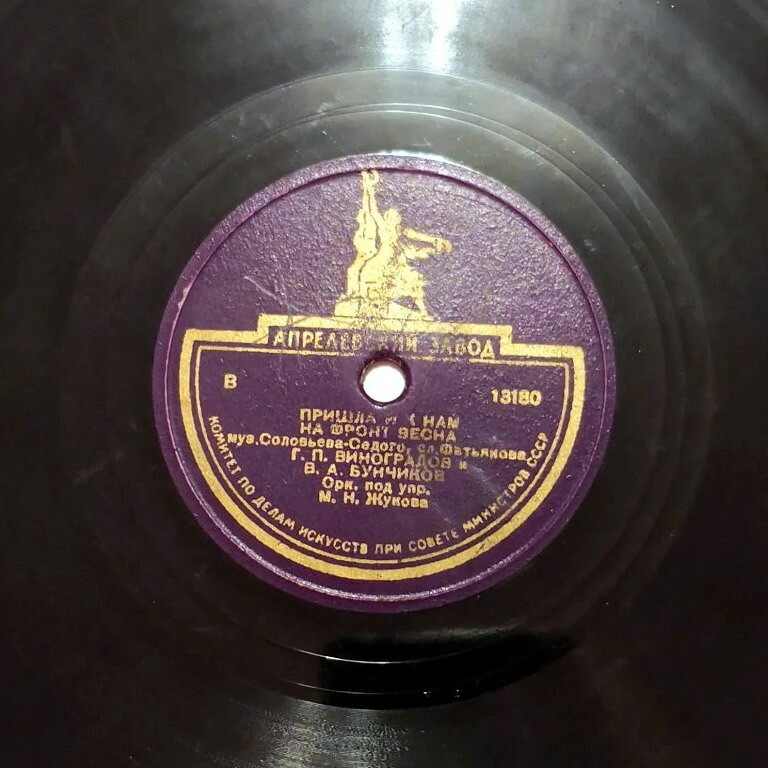 АПРЕЛЕВСКИЙ ЗАВОД
В 13180
ПРИШЛА И К НАМ
НА ФРОНТ ВЕСНА
муз.Соловьева-Седого, сл.Фатьянова
Г. П. ВИНОГРАДОВ и
В. А. БУНЧИКОВ
Орк. под упр.
М. Н. Жукова
КОМИТЕТ ПО ДЕЛАМ ИСКУССТВ ПРИ СОВЕТЕ МИНИСТРОВ СССР